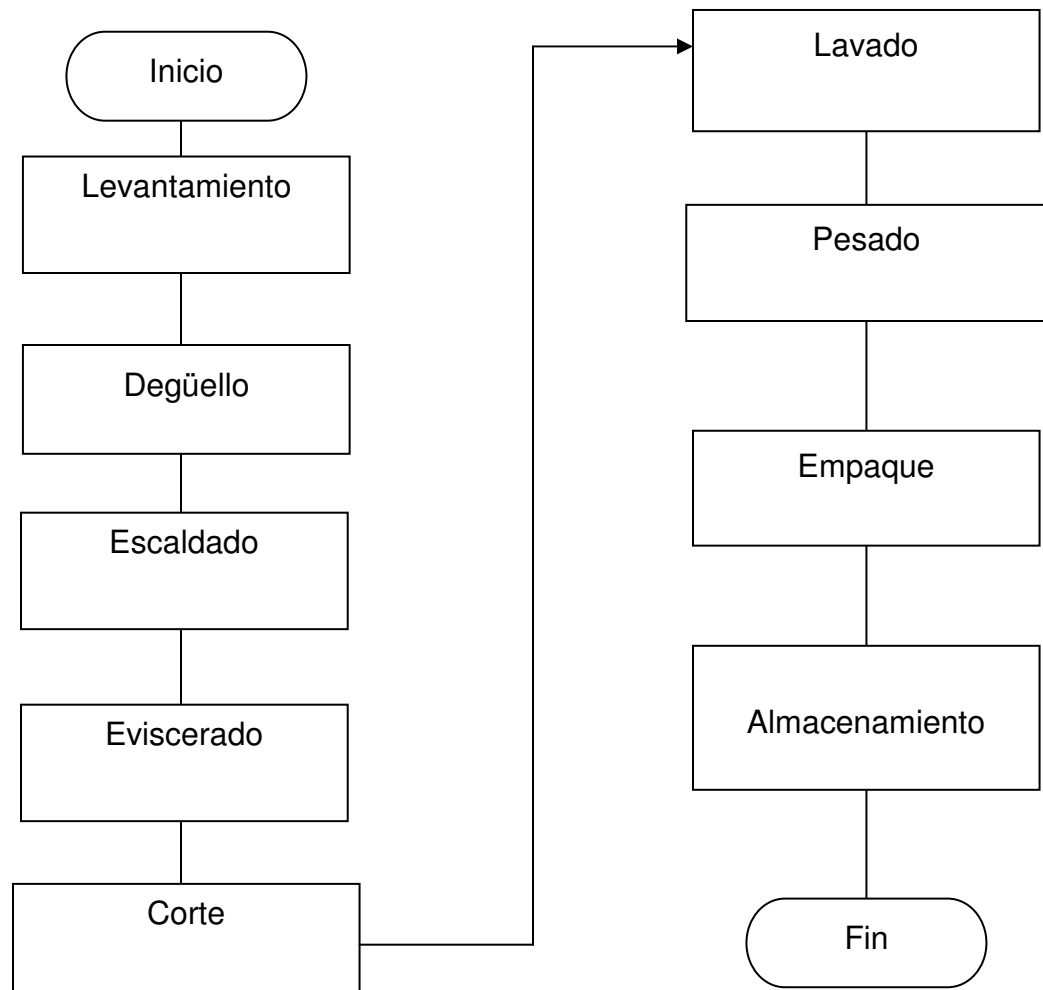 Inicio
Levantamiento
Degüello
Escaldado
Eviscerado
Corte
Lavado
Pesado
Empaque
Almacenamiento
Fin